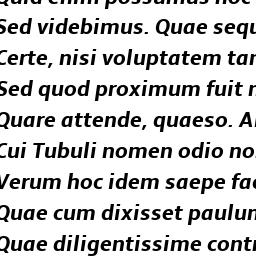 Quid enim possumus hoc
Sed videbimus. Quae sequ
Certe, nisi voluptatem tan
Sed quod proximum fuit n
Quare attende, quaeso. A
Cui Tubuli nomen odio no
Verum hoc idem saepe fac
Quae cum dixisset paulum
Quae diligentissime contr